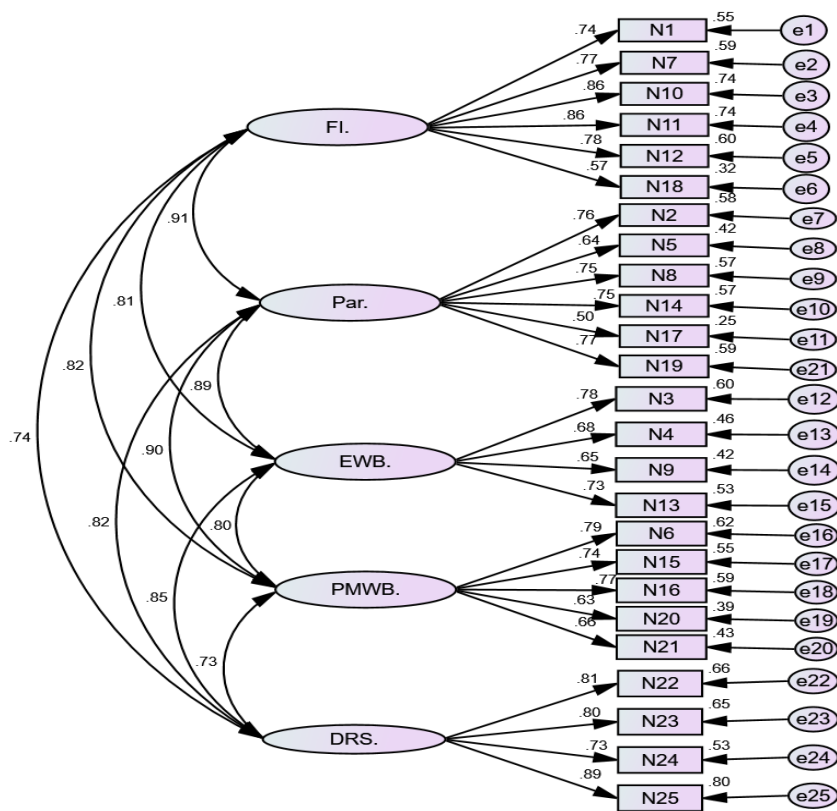 .74 N1 .55 e1
.77 N7 .59 e2
.86 N10 .74 e3
FI. .86 N11 .74 e4
.78 N12 .60 e5
.57 N18 .32 e6
.91
.76 N2 .58 e7
.64 N5 .42 e8
.81
.75 N8 .57 e9
Par. .75 N14 .57 e10
.50 N17 .25 e11
.82
.77 N19 .59 e21
.89
.78 N3 .60 e12
.74
.68 N4 .46 e13
.90
EWB. .65 N9 .42 e14
.73 N13 .53 e15
.82 .80
.79 N6 .62 e16
.74 N15 .55 e17
.85
PMWB. .77 N16 .59 e18
.63 N20 .39 e19
.66 N21 .43 e20
.73
.81 N22 .66 e22
.80 N23 .65 e23
DRS. .73 N24 .53 e24
.89 N25 .80 e25